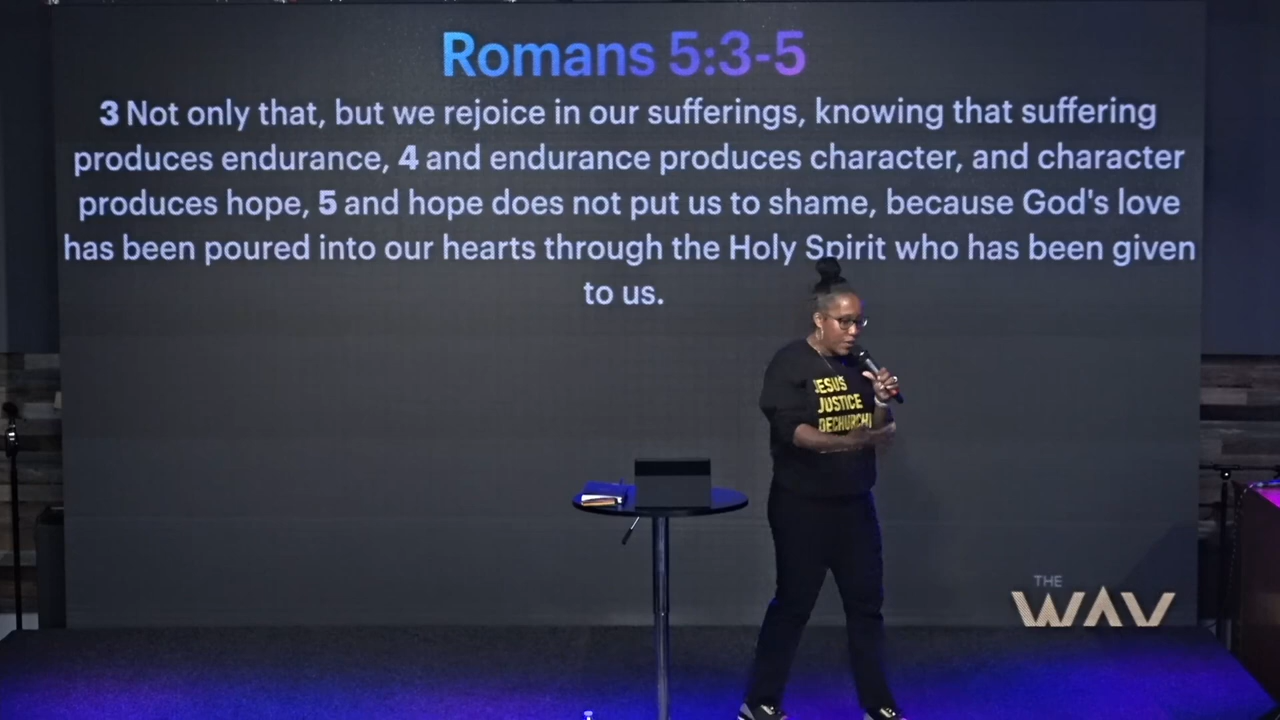 Romans 5:3-5
3 Not only that, but we rejoice in our sufferings, knowing that suffering
produces endurance, 4 and endurance produces character, and character
produces hope, 5 and hope does not put us to shame, because God's love
has been poured into our hearts through the Holy Spirit who has been given
to us.
JESUS
JUSTICE
DECHURCHI
THE
WAY